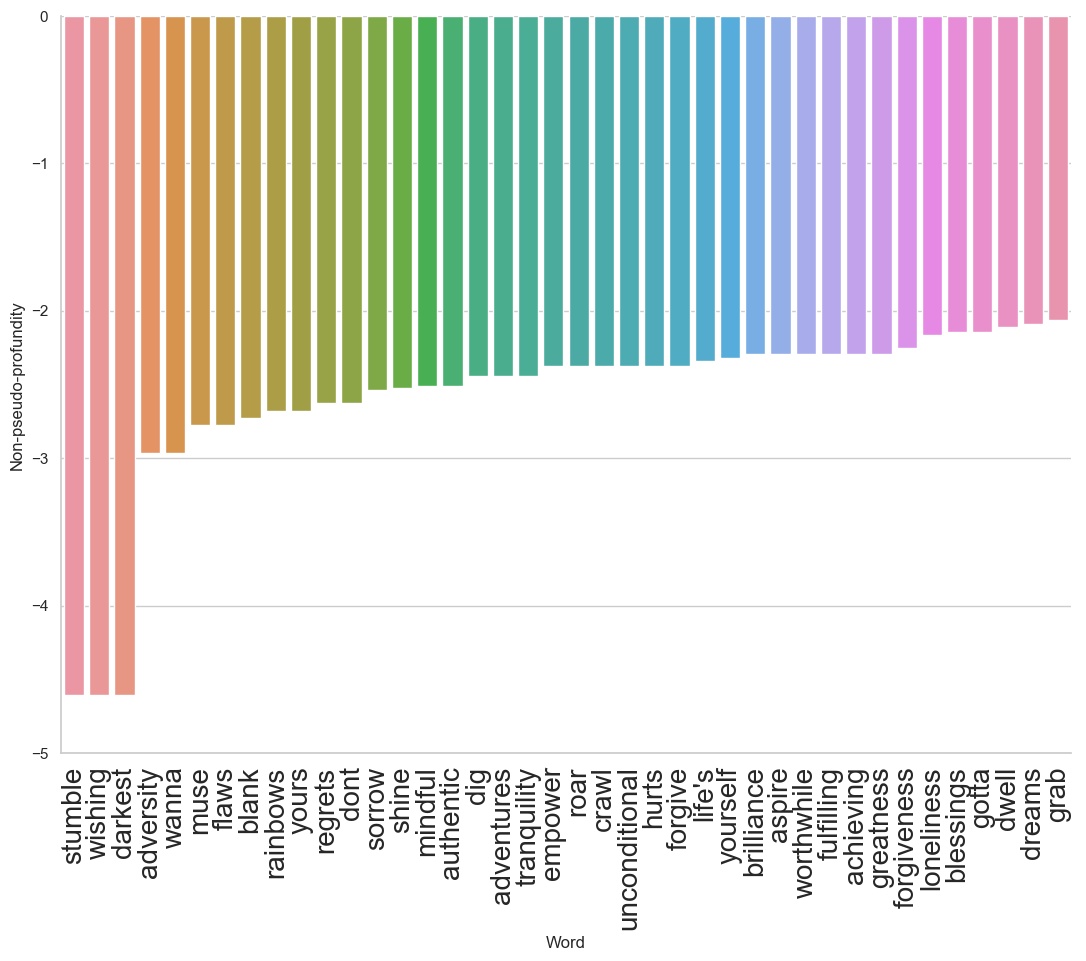 0
−1
−2
−3
−4
−5
Non-pseudo-profundity
stumble
wishing
darkest
adversity
wanna
muse
flaws
blank
rainbows
yours
regrets
dont
sorrow
shine
mindful
authentic
dig
adventures
tranquility
empower
roar
crawl
unconditional
hurts
forgive
life's
yourself
brilliance
aspire
worthwhile
fulfilling
achieving
greatness
forgiveness
loneliness
blessings
gotta
dwell
dreams
grab
Word